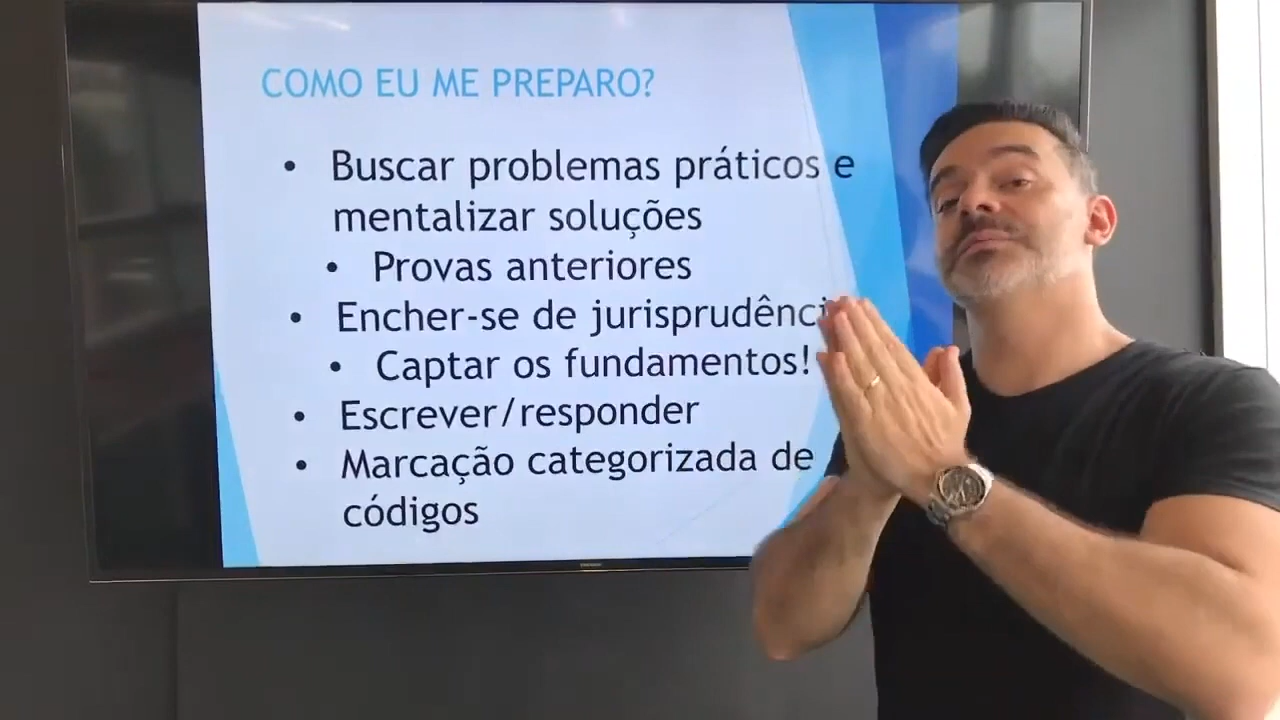 COMO EU ME PREPARO?
• Buscar problemas práticos e
mentalizar soluções
• Provas anteriores
• Encher-se de
• Captar os fundamentos!
• Escrever/responder
• Marcação categorizada de
códigos